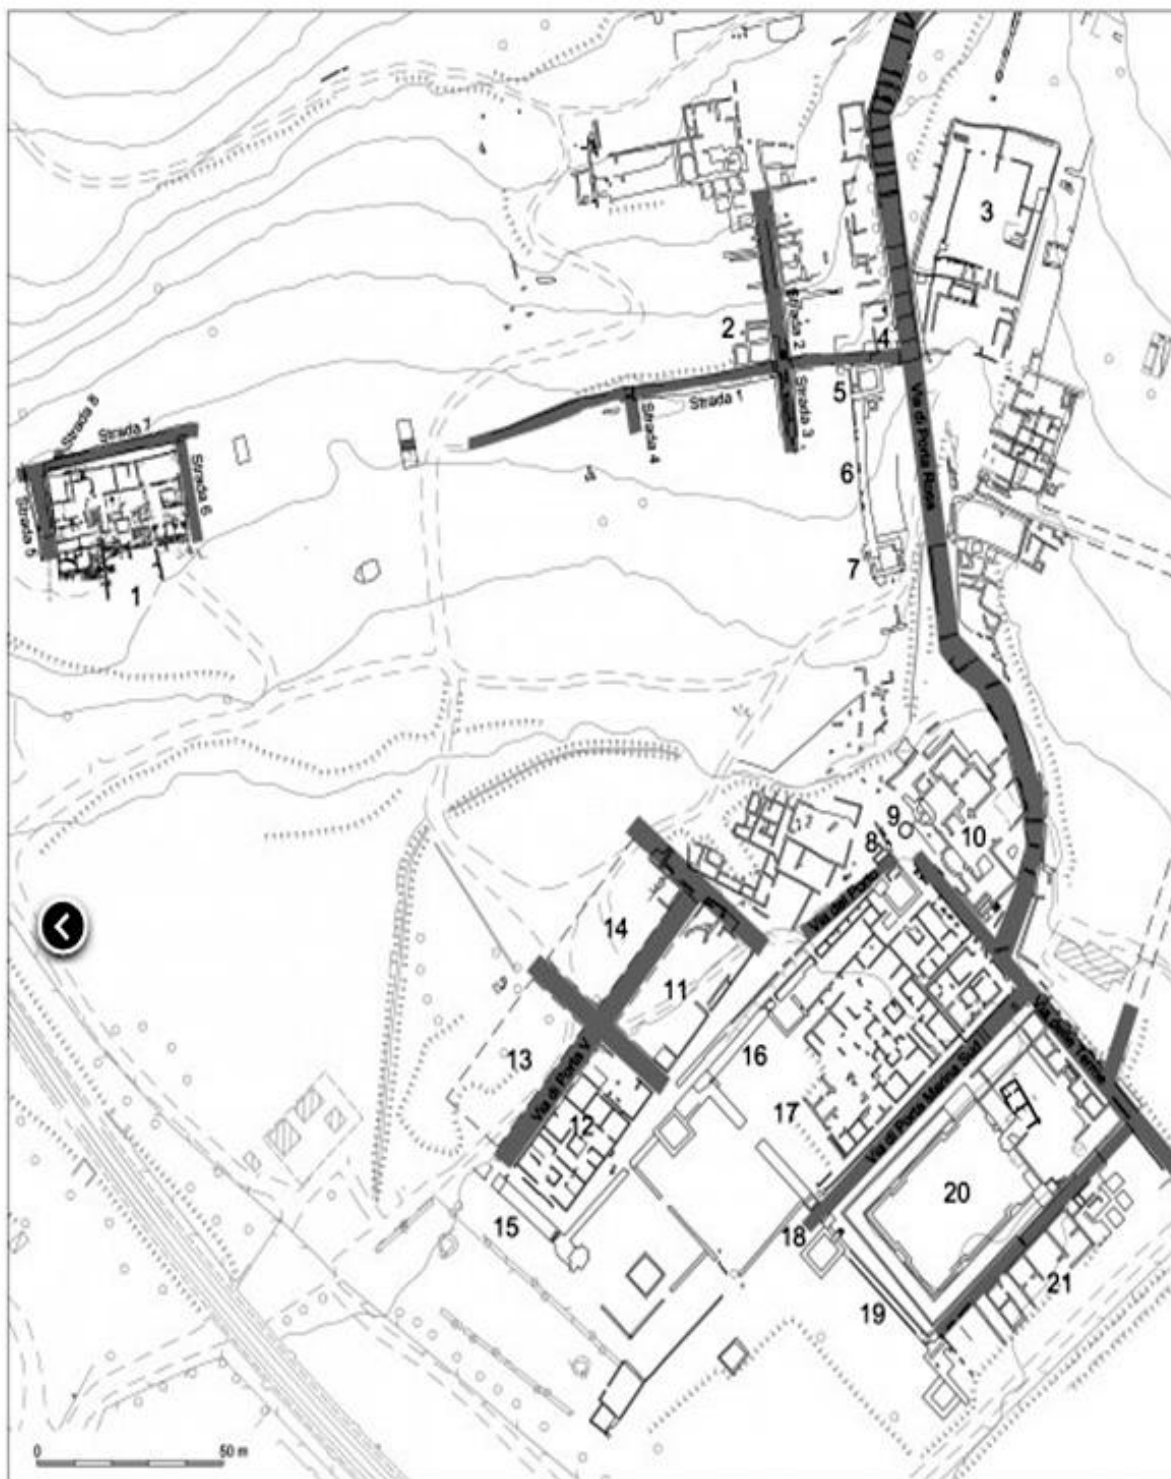 3
Strada 2
2
4
Strada 1
5
Strada 3
Via di Porta Rosa
Strada 8
Strada 7
Strada 4
Strada 6
6
Strada 5
7
1
9
8
10
Via del Porto
14
11
13
Via di Porta V
16
Via delle Terme
Via di Porta Marina Sud
12
17
20
15
18
21
19
0 50 m